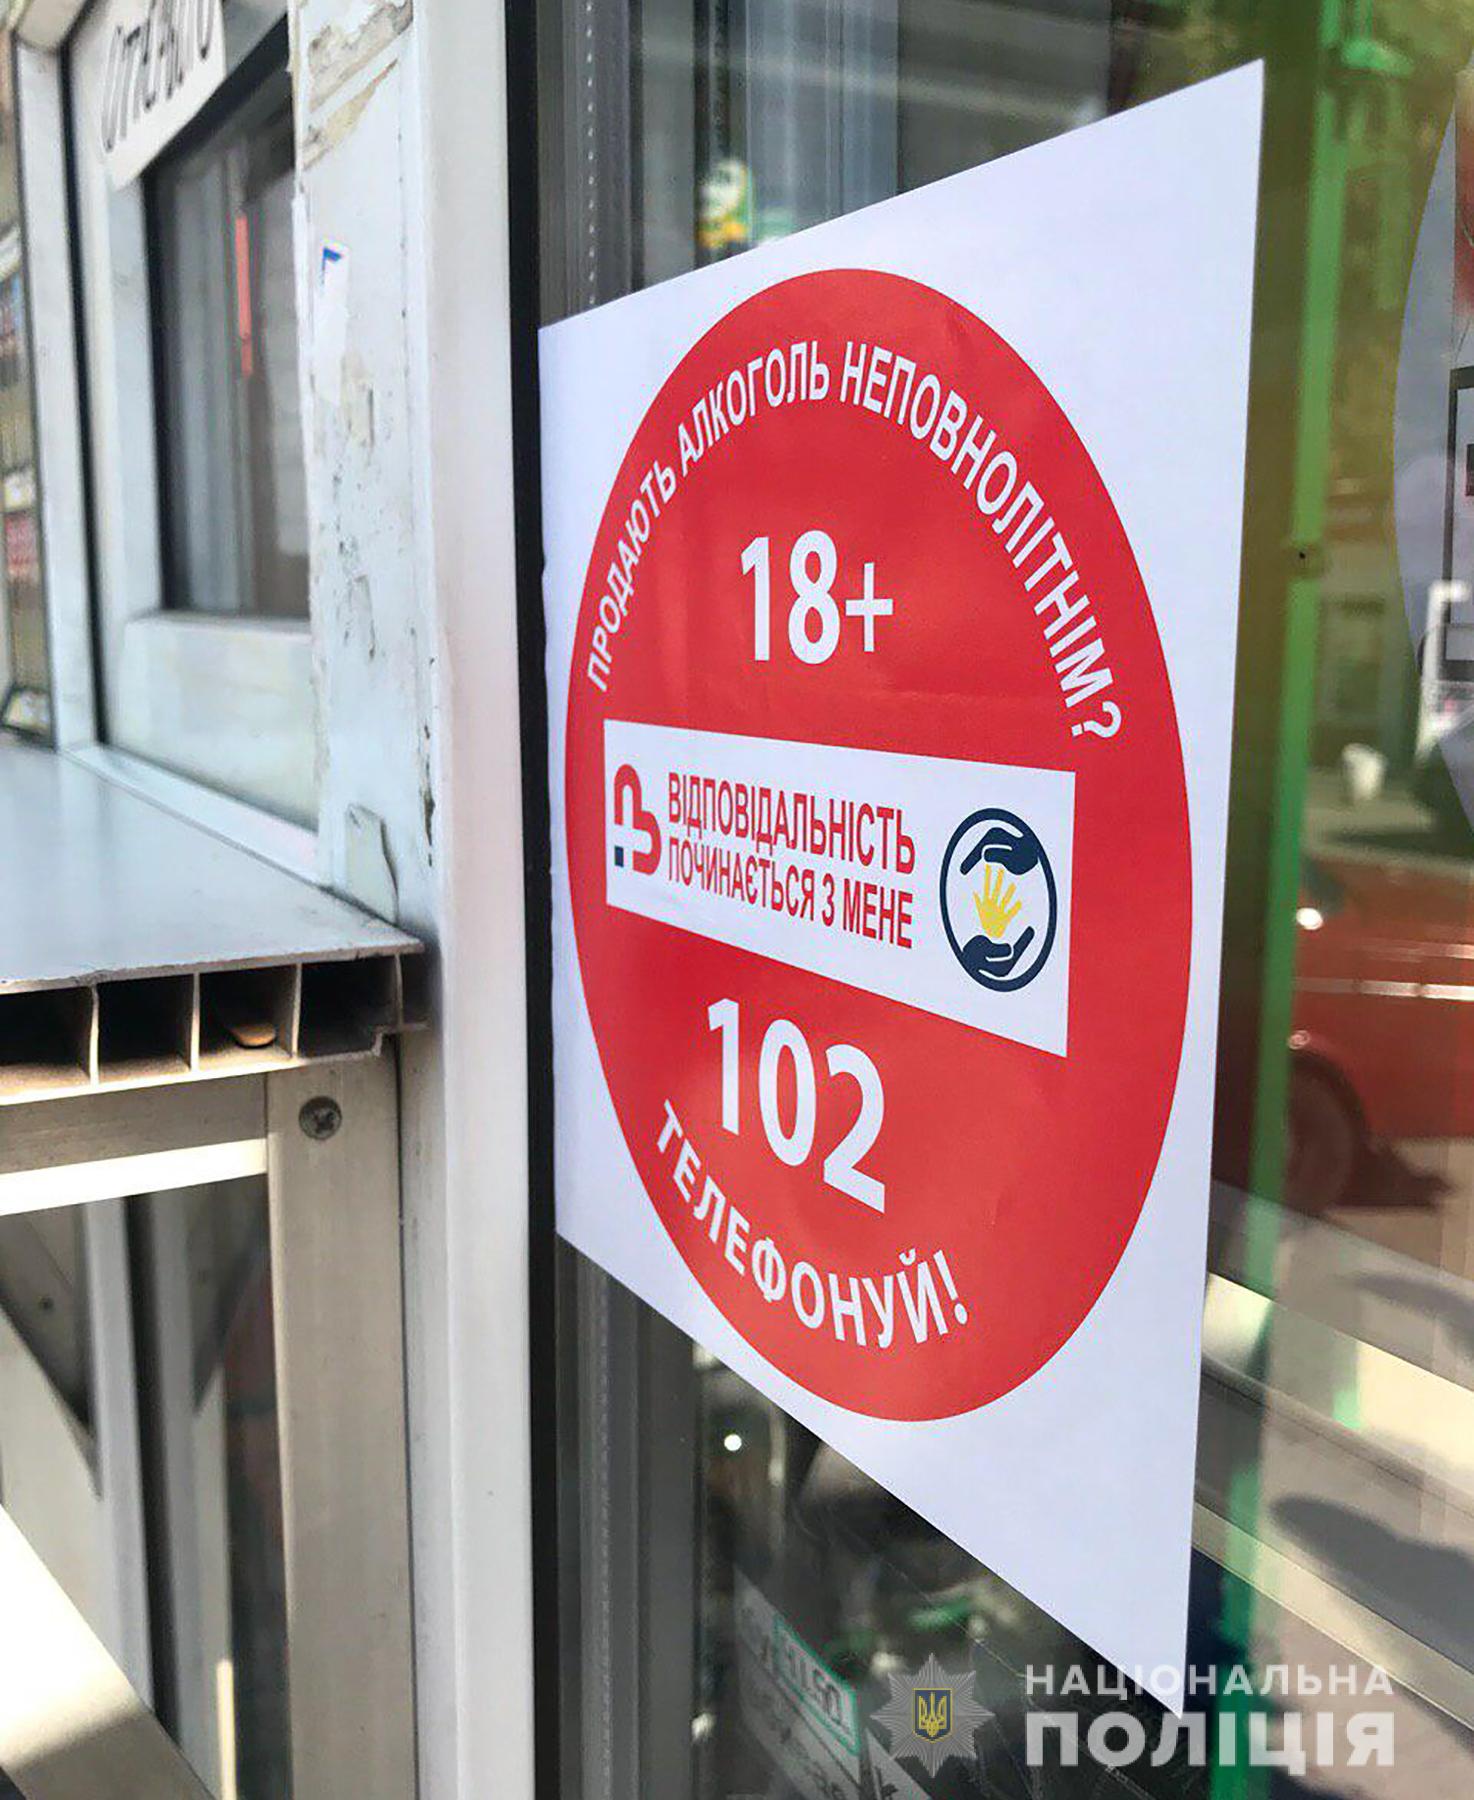 ПРОДАЮТЬ АЛКОГОЛЬ НЕПОВНОЛІТНІМ?
18+
ВІДПОВІДАЛЬНІСТЬ
ПОЧИНАЄТЬСЯ З МЕНЕ
102
ТЕЛЕФОНУЙ!
НАЦІОНАЛЬНА
ПОЛІЦІЯ